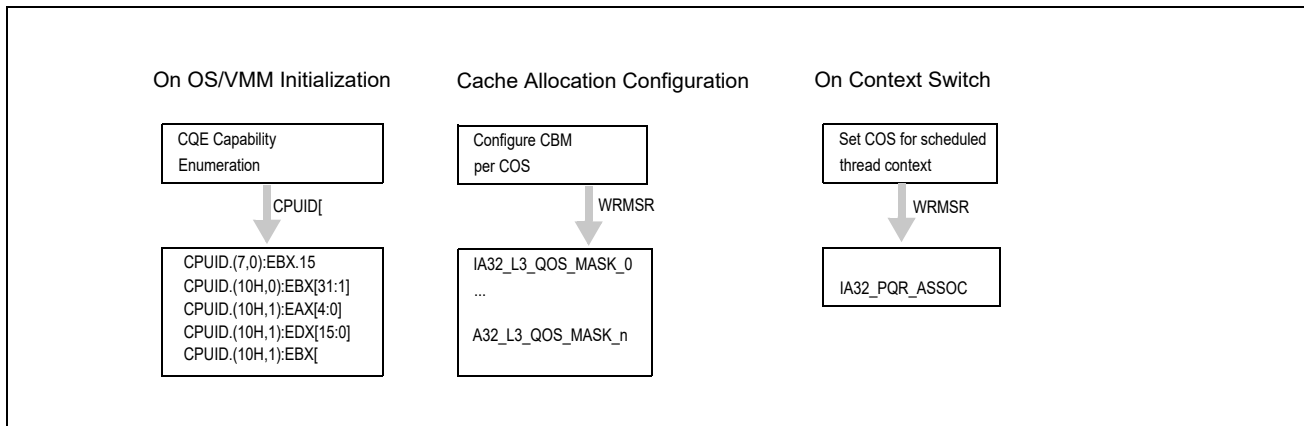 On OS/VMM Initialization
CQE Capability
Enumeration
CPUID[
CPUID.(7,0):EBX.15
CPUID.(10H,0):EBX[31:1]
CPUID.(10H,1):EAX[4:0]
CPUID.(10H,1):EDX[15:0]
CPUID.(10H,1):EBX[
Cache Allocation Configuration
Configure CBM
per COS
WRMSR
IA32_L3_QOS_MASK_0
...
A32_L3_QOS_MASK_n
On Context Switch
Set COS for scheduled
thread context
WRMSR
IA32_PQR_ASSOC